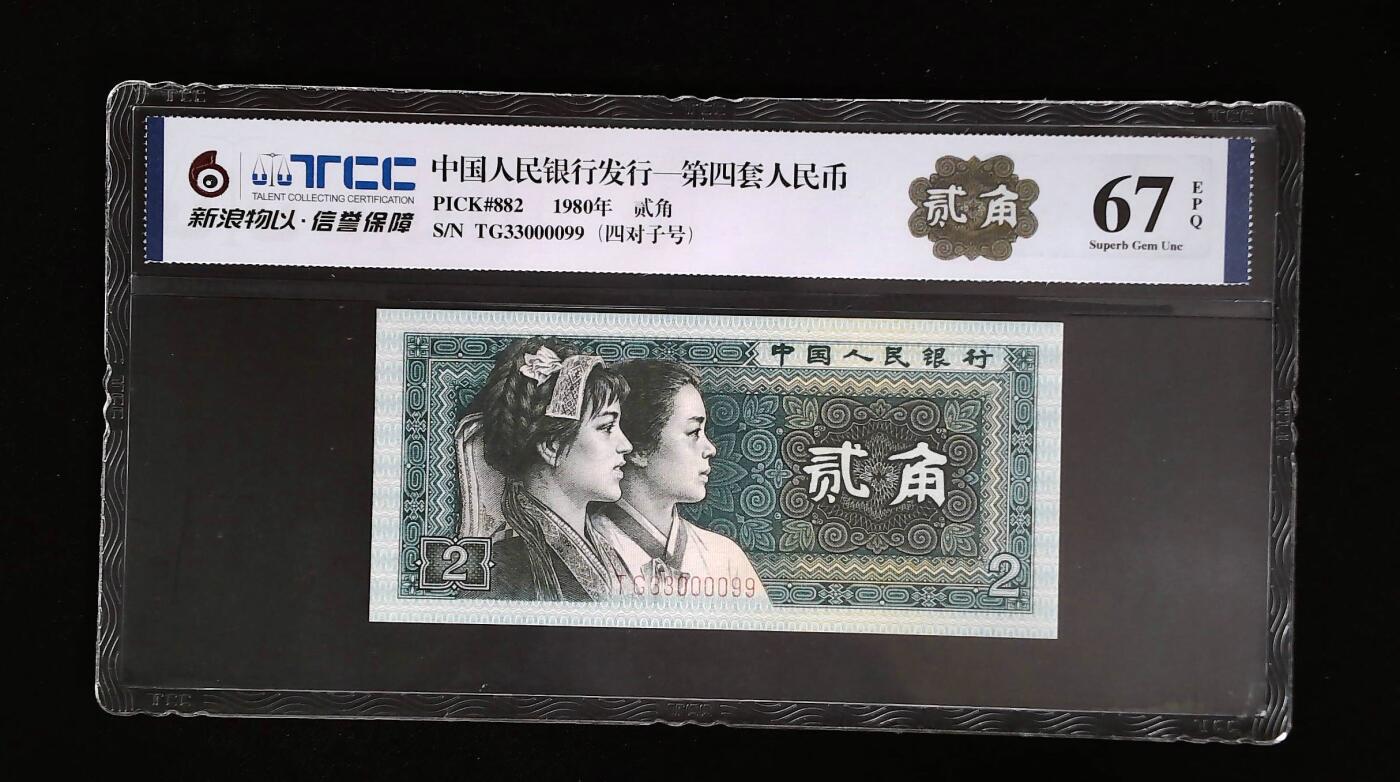 TCC
TALENT COLLECTING CERTIFICATION
新浪物以·信誉保障
中国人民银行发行—第四套人民币
PICK#882 1980年 贰角
S/N TG33000099 (四对子号)
贰角
67
EPQ
Superb Gem Unc
中国人民银行
贰角
2
TG33000099
2